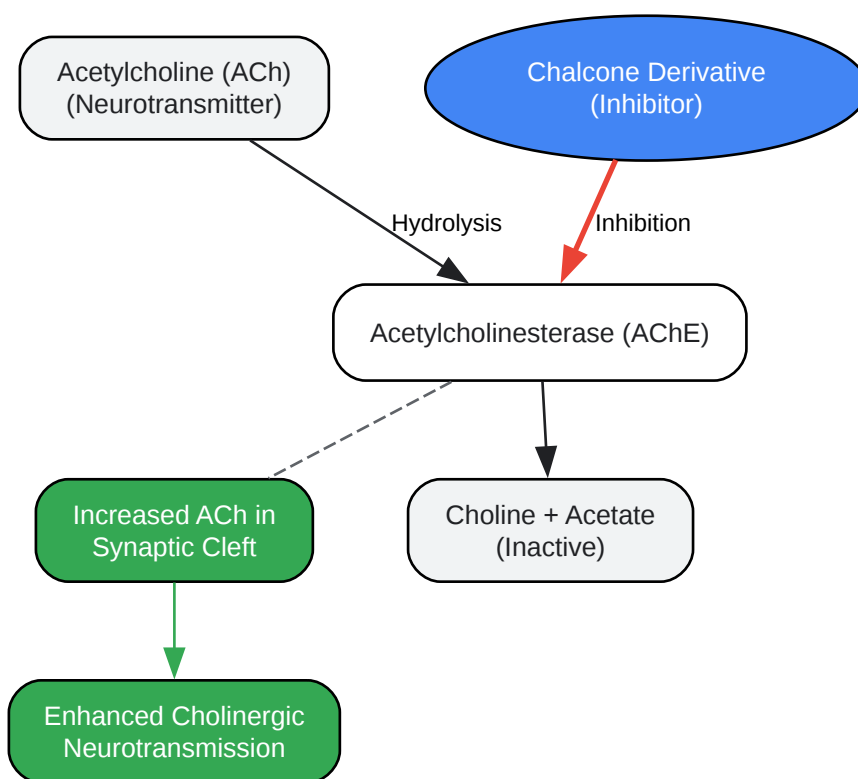 Acetylcholine (ACh)
(Neurotransmitter)
Chalcone Derivative
(Inhibitor)
Hydrolysis
Inhibition
Acetylcholinesterase (AChE)
Increased ACh in
Synaptic Cleft
Choline + Acetate
(Inactive)
Enhanced Cholinergic
Neurotransmission